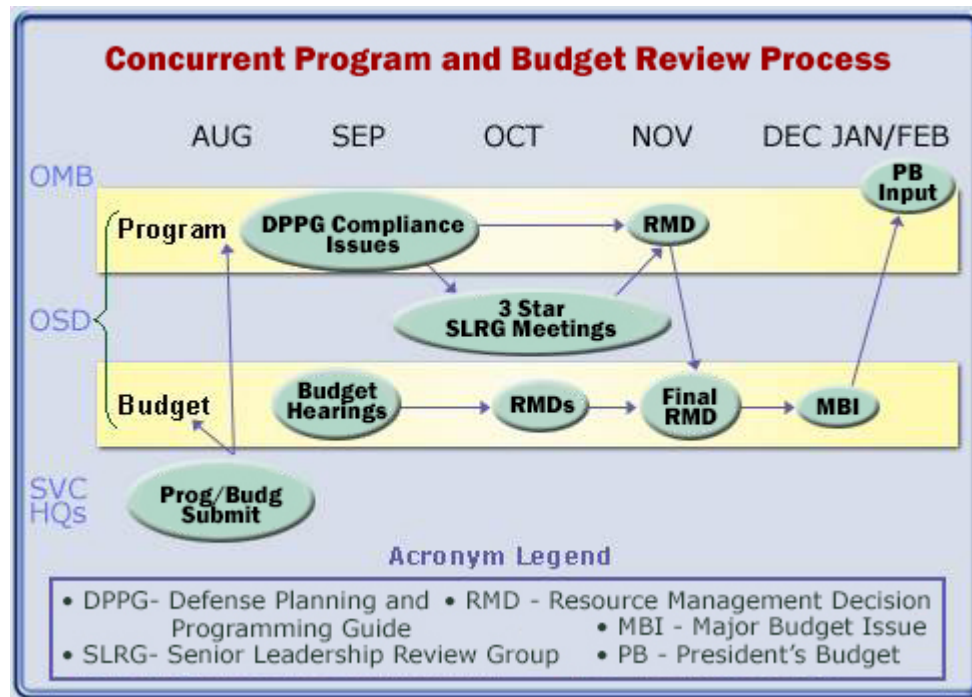 Concurrent Program and Budget Review Process
AUG SEP OCT NOV DEC JAN/FEB
OMB
PB
Input
Program
DPPG Compliance
Issues
RMD
OSD
3 Star
SLRG Meetings
Budget
Budget
Hearings
RMDs
Final
RMD
MBI
SVC
HQs
Prog/Budg
Submit
Acronym Legend
• DPPG- Defense Planning and
Programming Guide
• SLRG- Senior Leadership Review Group
• RMD - Resource Management Decision
• MBI - Major Budget Issue
• PB - President's Budget